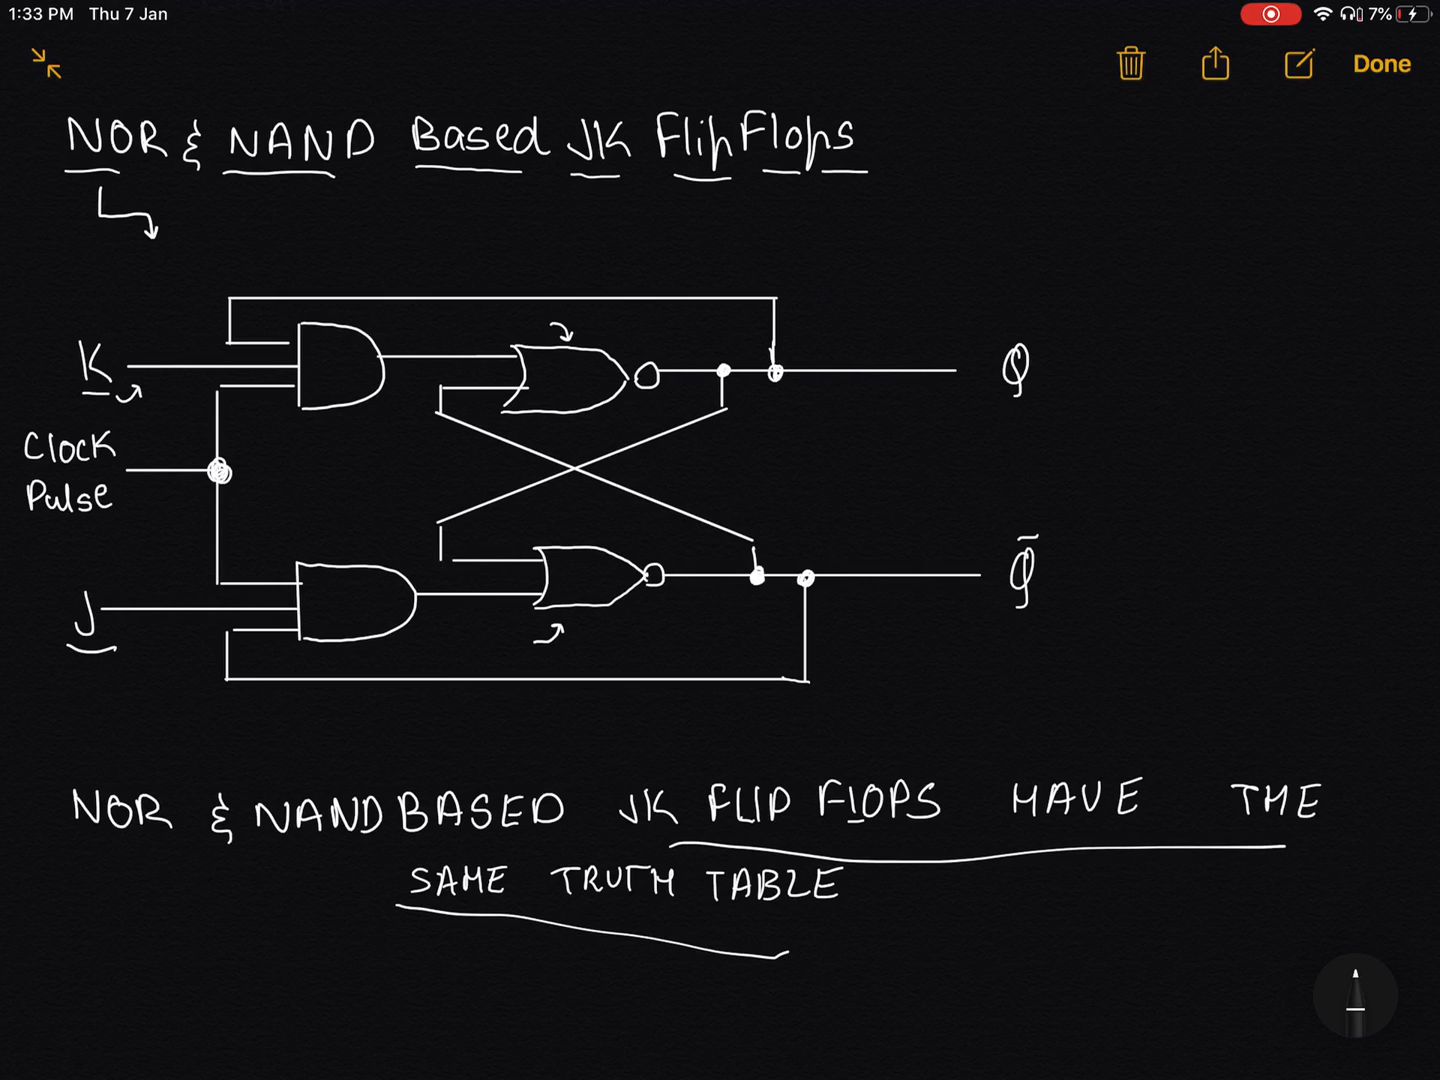 1:33 PM Thu 7 Jan
7%
Done
NOR & NAND Based JK FlipFlops
K
Q
Clock
Pulse
Q̄
J
NOR & NAND BASED JK FLIP FLOPS HAVE THE
SAME TRUTH TABLE